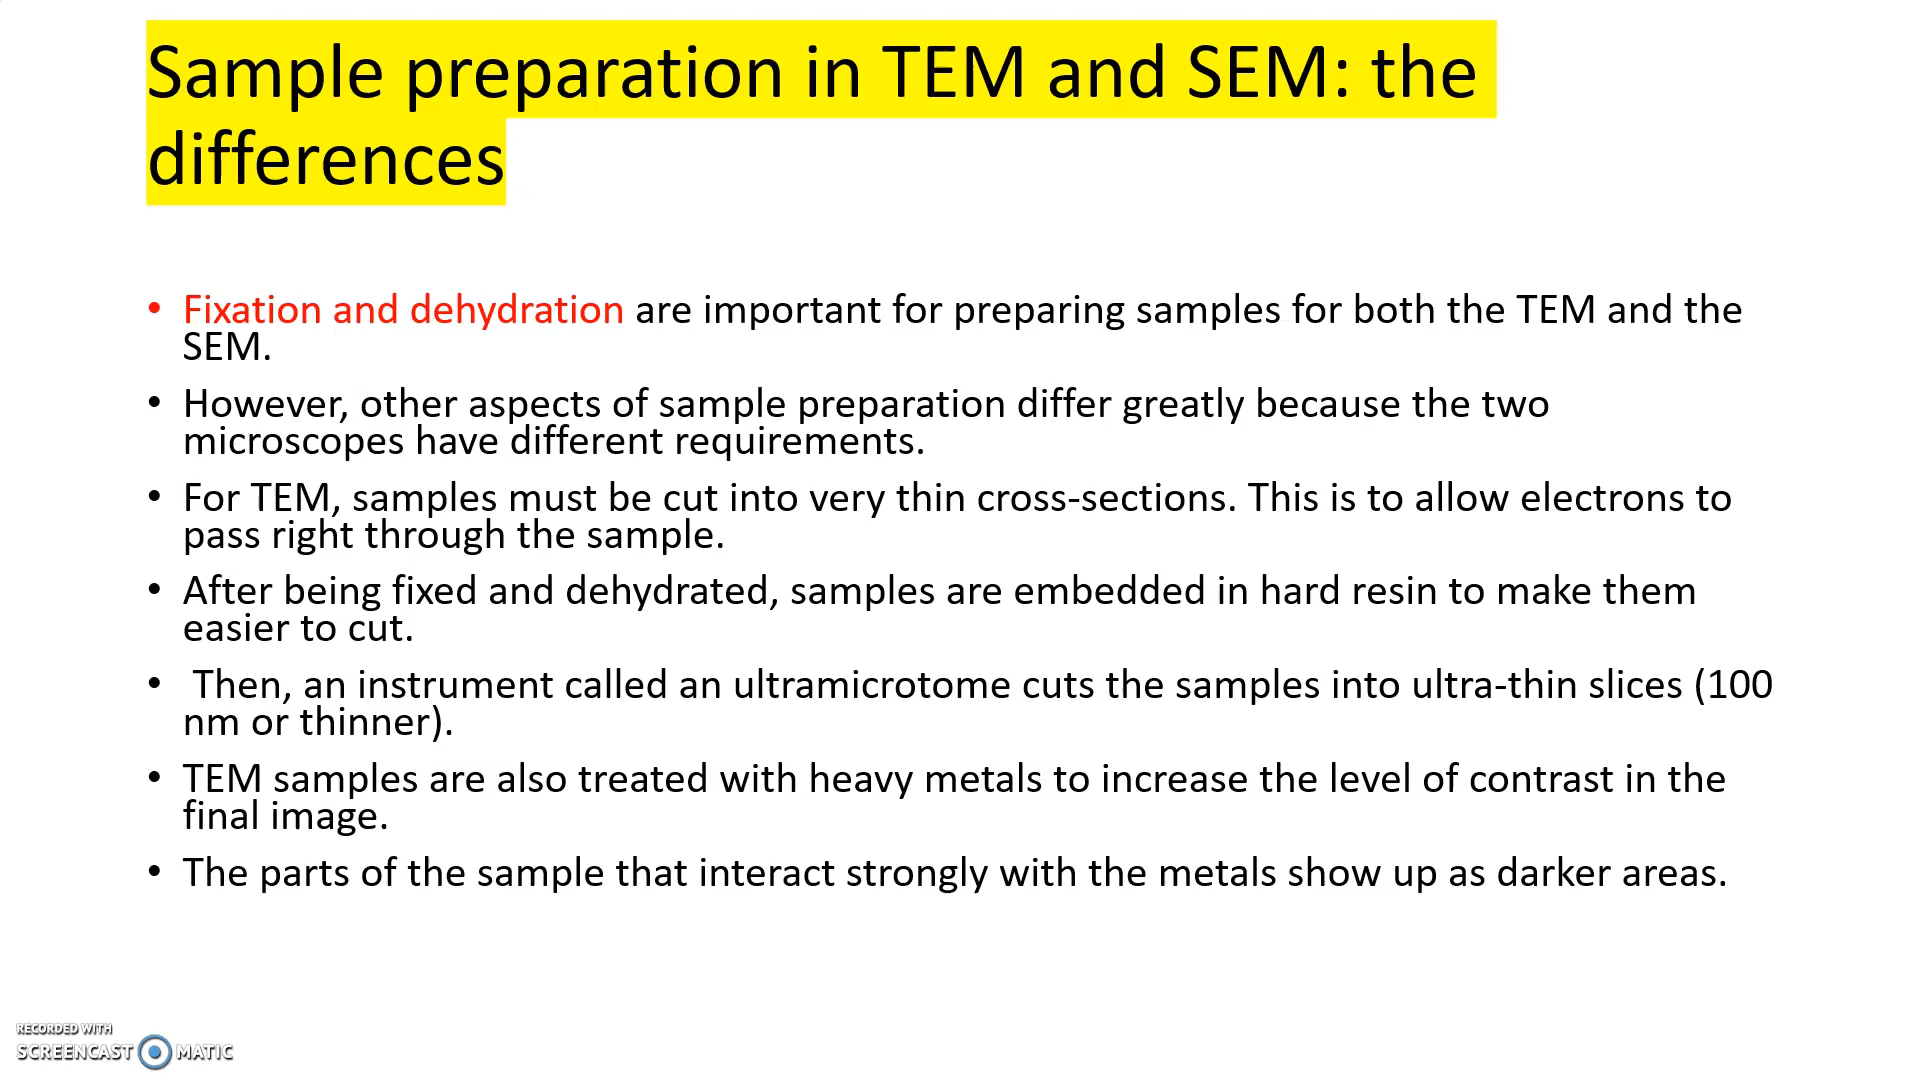 Sample preparation in TEM and SEM: the
differences
• Fixation and dehydration are important for preparing samples for both the TEM and the
SEM.
• However, other aspects of sample preparation differ greatly because the two
microscopes have different requirements.
• For TEM, samples must be cut into very thin cross-sections. This is to allow electrons to
pass right through the sample.
• After being fixed and dehydrated, samples are embedded in hard resin to make them
easier to cut.
• Then, an instrument called an ultramicrotome cuts the samples into ultra-thin slices (100
nm or thinner).
• TEM samples are also treated with heavy metals to increase the level of contrast in the
final image.
• The parts of the sample that interact strongly with the metals show up as darker areas.
RECORDED WITH
SCREENCAST MATIC